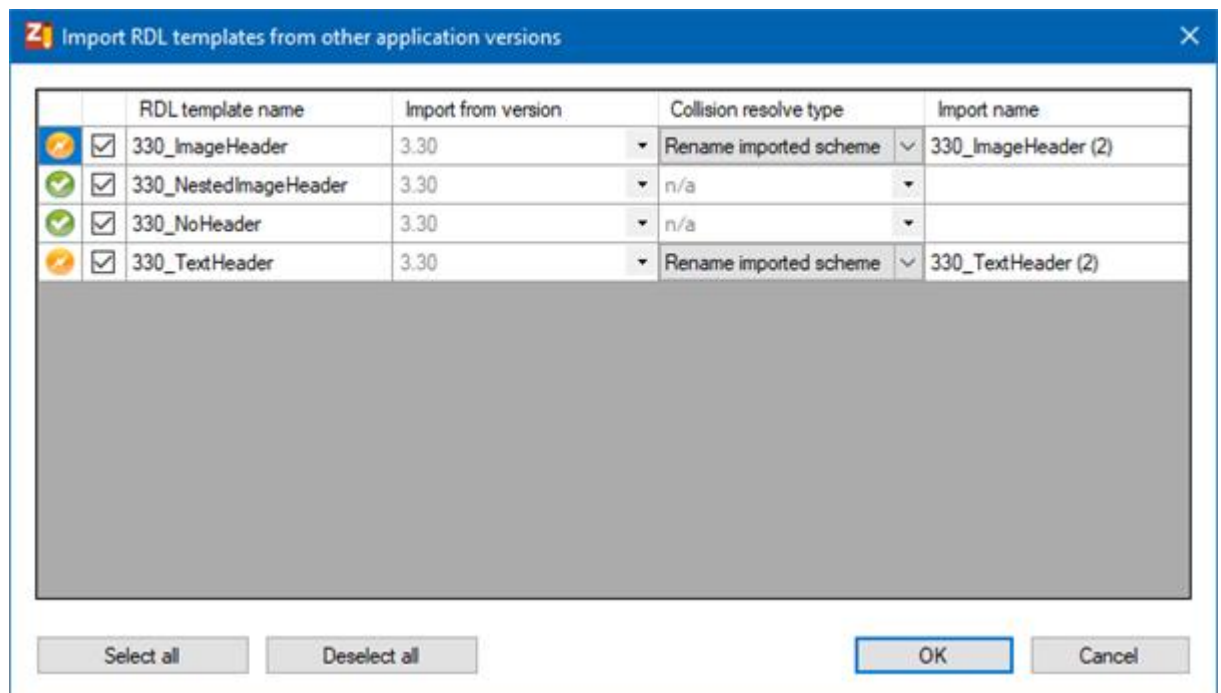 Z Import RDL templates from other application versions
RDL template name Import from version Collision resolve type Import name
330_ImageHeader 3.30 Rename imported scheme 330_ImageHeader (2)
330_NestedImageHeader 3.30 n/a
330_NoHeader 3.30 n/a
330_TextHeader 3.30 Rename imported scheme 330_TextHeader (2)
Select all Deselect all OK Cancel